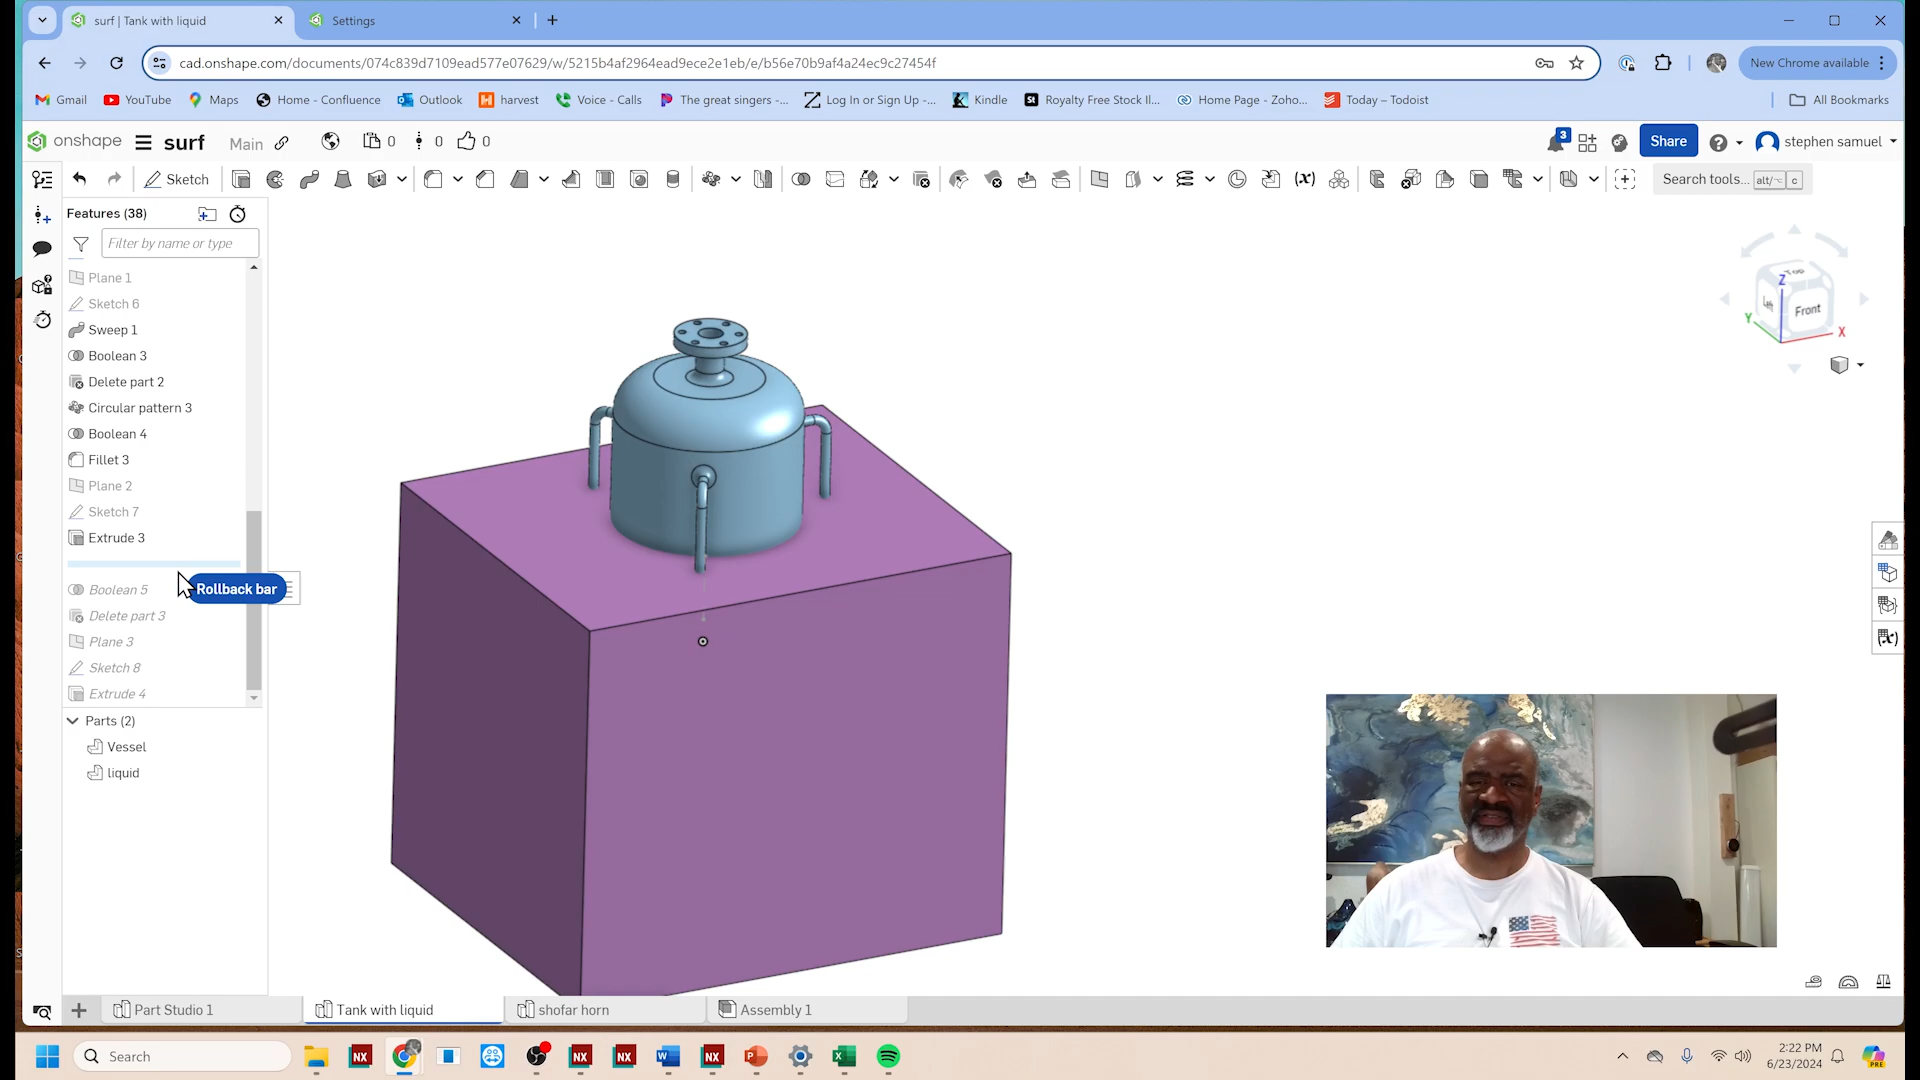 surf | Tank with liquid
Settings
cad.onshape.com/documents/074c839d7109ead577e07629/w/5215b4af2964ead9ece2e1eb/e/b56e70b9af4a24ec9c27454f
New Chrome available
Gmail
YouTube
Maps
Home - Confluence
Outlook
harvest
Voice - Calls
The great singers -...
Log In or Sign Up -...
Kindle
Royalty Free Stock Il...
Home Page - Zoho...
Today – Todoist
All Bookmarks
onshape
surf
Main
0
0
0
3
Share
stephen samuel
Sketch
Search tools...
alt/⌥
c
Features (38)
Filter by name or type
Plane 1
Sketch 6
Sweep 1
Boolean 3
Delete part 2
Circular pattern 3
Boolean 4
Fillet 3
Plane 2
Sketch 7
Extrude 3
Rollback bar
Boolean 5
Delete part 3
Plane 3
Sketch 8
Extrude 4
Parts (2)
Vessel
liquid
Top
Left
Front
Z
Y
X
Part Studio 1
Tank with liquid
shofar horn
Assembly 1
Search
2:22 PM
6/23/2024